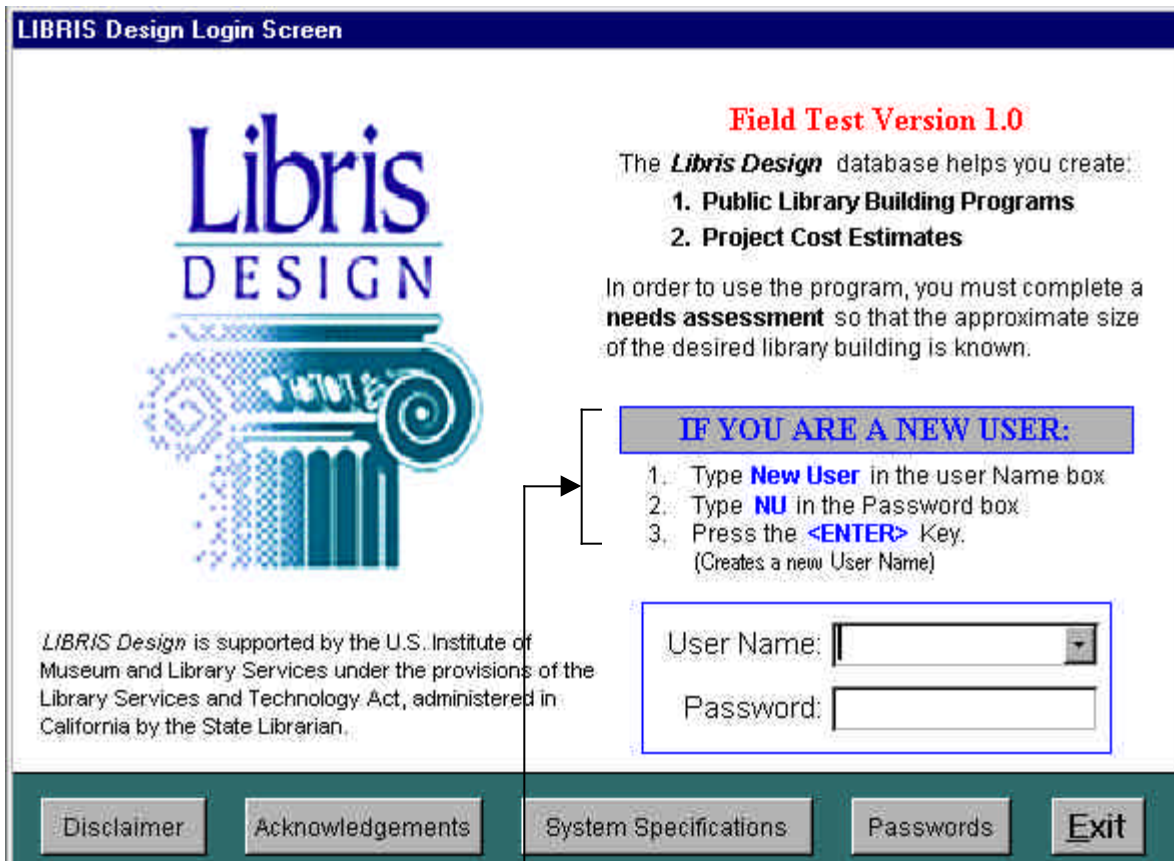 LIBRIS Design Login Screen
Libris
DESIGN
LIBRIS Design is supported by the U.S. Institute of
Museum and Library Services under the provisions of the
Library Services and Technology Act, administered in
California by the State Librarian.
Field Test Version 1.0
The Libris Design database helps you create:
1. Public Library Building Programs
2. Project Cost Estimates
In order to use the program, you must complete a
needs assessment so that the approximate size
of the desired library building is known.
IF YOU ARE A NEW USER:
1. Type New User in the user Name box
2. Type NU in the Password box
3. Press the <ENTER> Key.
(Creates a new User Name)
User Name:
Password:
Disclaimer
Acknowledgements
System Specifications
Passwords
Exit